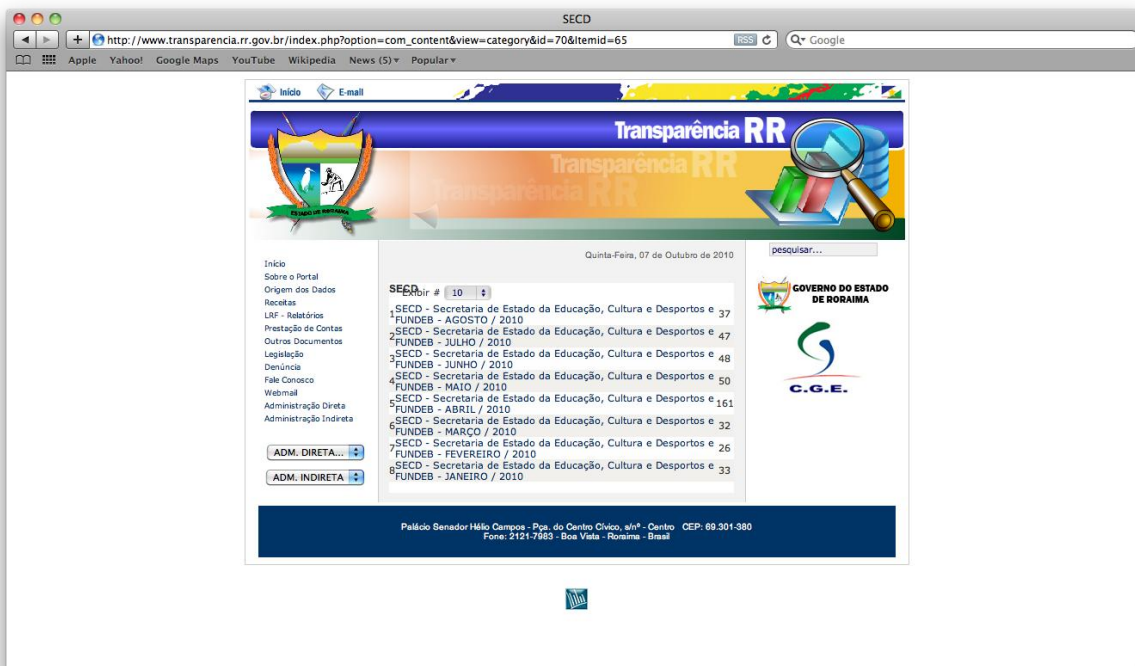 SECD
http://www.transparencia.rr.gov.br/index.php?option=com_content&view=category&id=70&Itemid=65
RSS
Google
Apple Yahoo! Google Maps YouTube Wikipedia News (5) Popular
Início E-mail
Transparência RR
Transparência RR
Transparência RR
ESTADO DE RORAIMA
Quinta-Feira, 07 de Outubro de 2010
pesquisar...
Início
Sobre o Portal
Origem dos Dados
Receitas
LRF - Relatórios
Prestação de Contas
Outros Documentos
Legislação
Denúncia
Fale Conosco
Webmail
Administração Direta
Administração Indireta
ADM. DIRETA...
ADM. INDIRETA
SECD
Exibir # 10
1 SECD - Secretaria de Estado da Educação, Cultura e Desportos e 37
FUNDEB - AGOSTO / 2010
2 SECD - Secretaria de Estado da Educação, Cultura e Desportos e 47
FUNDEB - JULHO / 2010
3 SECD - Secretaria de Estado da Educação, Cultura e Desportos e 48
FUNDEB - JUNHO / 2010
4 SECD - Secretaria de Estado da Educação, Cultura e Desportos e 50
FUNDEB - MAIO / 2010
5 SECD - Secretaria de Estado da Educação, Cultura e Desportos e 161
FUNDEB - ABRIL / 2010
6 SECD - Secretaria de Estado da Educação, Cultura e Desportos e 32
FUNDEB - MARÇO / 2010
7 SECD - Secretaria de Estado da Educação, Cultura e Desportos e 26
FUNDEB - FEVEREIRO / 2010
8 SECD - Secretaria de Estado da Educação, Cultura e Desportos e 33
FUNDEB - JANEIRO / 2010
GOVERNO DO ESTADO
DE RORAIMA
C.G.E.
Palácio Senador Hélio Campos - Pça. do Centro Cívico, s/nº - Centro CEP: 69.301-380
Fone: 2121-7983 - Boa Vista - Roraima - Brasil